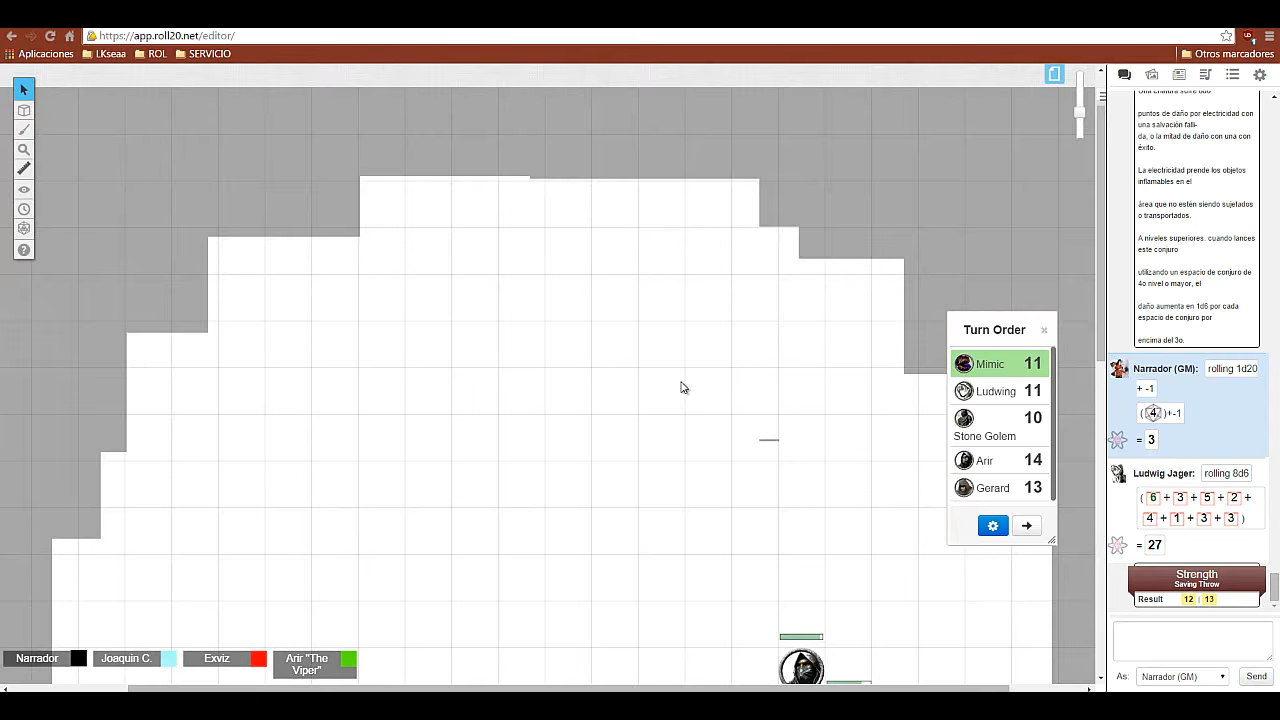 https://app.roll20.net/editor/
Aplicaciones
LKseaa
ROL
SERVICIO
Otros marcadores
puntos de daño por electricidad con
una salvación falli-
da, o la mitad de daño con una con
éxito.
La electricidad prende los objetos
inflamables en el
área que no estén siendo sujetados
o transportados.
A niveles superiores. cuando lances
este conjuro
utilizando un espacio de conjuro de
4o nivel o mayor, el
daño aumenta en 1d6 por cada
espacio de conjuro por
encima del 3o.
Turn Order ×
Mimic 11
Ludwing 11
10
Stone Golem
Arir 14
Gerard 13
Narrador (GM): rolling 1d20
+ -1
(4)+-1
= 3
Ludwig Jager: rolling 8d6
(6 + 3 + 5 + 2 +
4 + 1 + 3 + 3)
= 27
Strength
Saving Throw
Result 12 | 13
Narrador
Joaquin C.
Exviz
Arir "The
Viper"
As: Narrador (GM)
Send